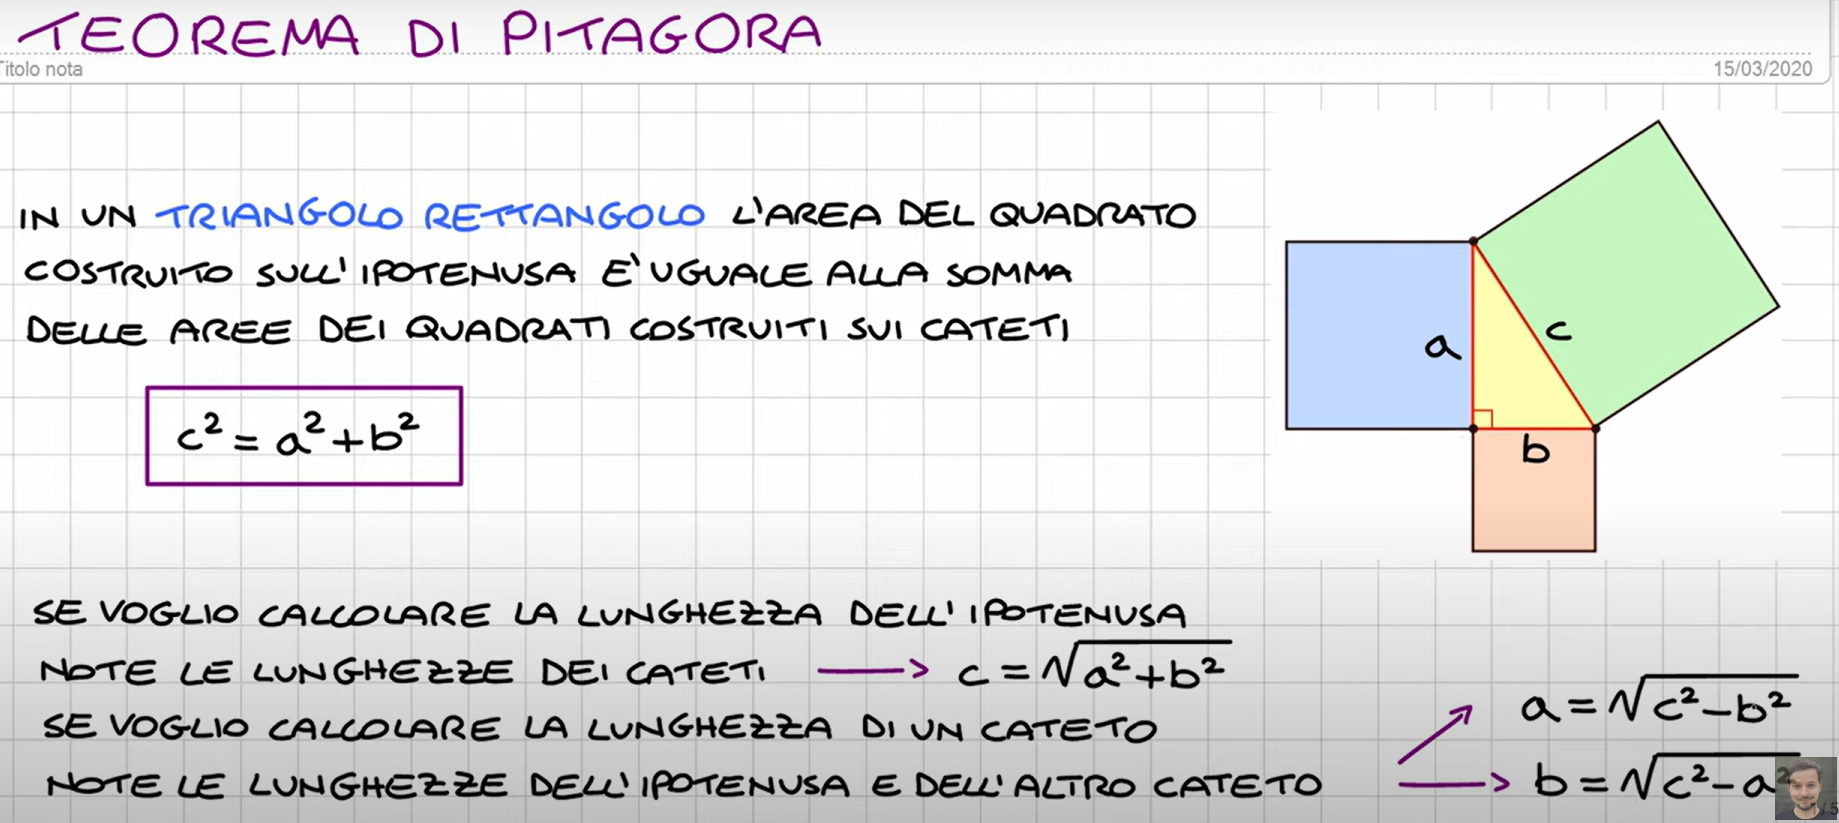 TEOREMA DI PITAGORA
Titolo nota
15/03/2020
IN UN TRIANGOLO RETTANGOLO L'AREA DEL QUADRATO
COSTRUITO SULL'IPOTENUSA E' UGUALE ALLA SOMMA
DELLE AREE DEI QUADRATI COSTRUITI SUI CATETI
c² = a² + b²
a
c
b
SE VOGLIO CALCOLARE LA LUNGHEZZA DELL'IPOTENUSA
NOTE LE LUNGHEZZE DEI CATETI → c = √(a² + b²)
SE VOGLIO CALCOLARE LA LUNGHEZZA DI UN CATETO
NOTE LE LUNGHEZZE DELL'IPOTENUSA E DELL'ALTRO CATETO
a = √(c² − b²)
b = √(c² − a²)